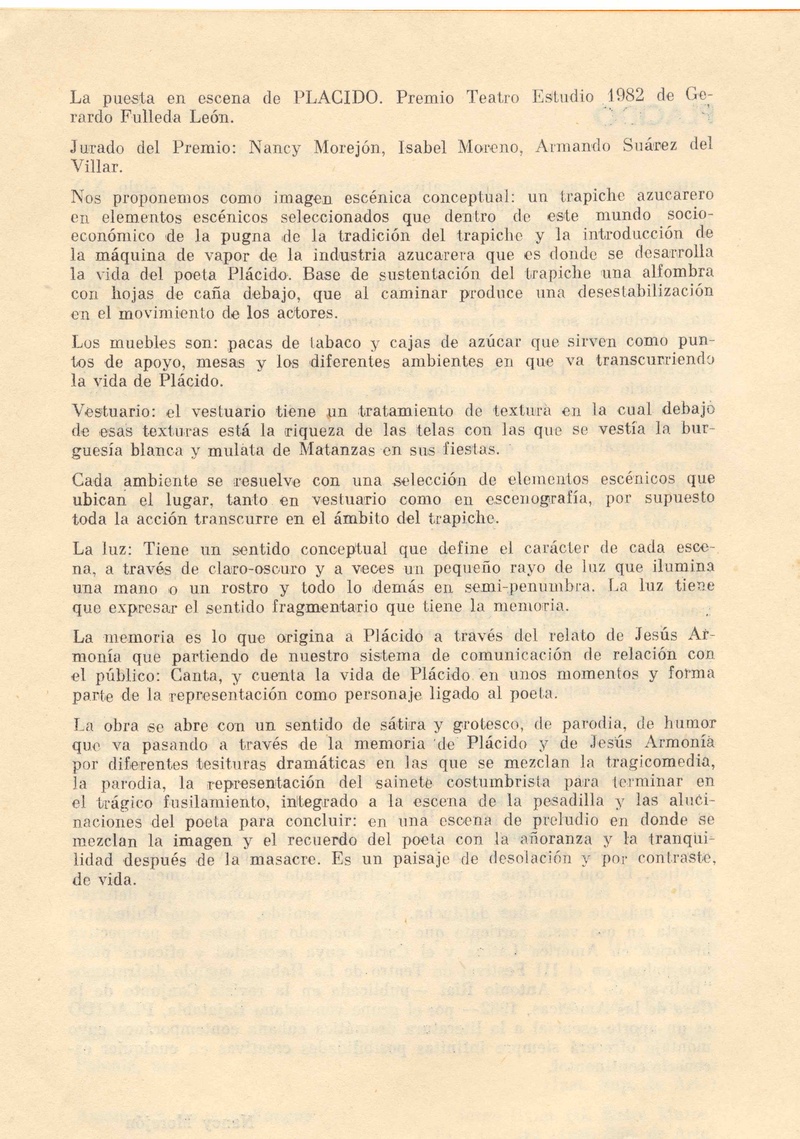 La puesta en escena de PLACIDO. Premio Teatro Estudio 1982 de Ge-
rardo Fulleda León.
Jurado del Premio: Nancy Morejón, Isabel Moreno, Armando Suárez del
Villar.
Nos proponemos como imagen escénica conceptual: un trapiche azucarero
en elementos escénicos seleccionados que dentro de este mundo socio-
económico de la pugna de la tradición del trapiche y la introducción de
la máquina de vapor de la industria azucarera que es donde se desarrolla
la vida del poeta Plácido. Base de sustentación del trapiche una alfombra
con hojas de caña debajo, que al caminar produce una desestabilización
en el movimiento de los actores.
Los muebles son: pacas de tabaco y cajas de azúcar que sirven como pun-
tos de apoyo, mesas y los diferentes ambientes en que va transcurriendo
la vida de Plácido.
Vestuario: el vestuario tiene un tratamiento de textura en la cual debajo
de esas texturas está la riqueza de las telas con las que se vestía la bur-
guesía blanca y mulata de Matanzas en sus fiestas.
Cada ambiente se resuelve con una selección de elementos escénicos que
ubican el lugar, tanto en vestuario como en escenografía, por supuesto
toda la acción transcurre en el ámbito del trapiche.
La luz: Tiene un sentido conceptual que define el carácter de cada esce-
na, a través de claro-oscuro y a veces un pequeño rayo de luz que ilumina
una mano o un rostro y todo lo demás en semi-penumbra. La luz tiene
que expresar el sentido fragmentario que tiene la memoria.
La memoria es lo que origina a Plácido a través del relato de Jesús Ar-
monía que partiendo de nuestro sistema de comunicación de relación con
el público: Canta, y cuenta la vida de Plácido en unos momentos y forma
parte de la representación como personaje ligado al poeta.
La obra se abre con un sentido de sátira y grotesco, de parodia, de humor
que va pasando a través de la memoria de Plácido y de Jesús Armonía
por diferentes tesituras dramáticas en las que se mezclan la tragicomedia,
la parodia, la representación del sainete costumbrista para terminar en
el trágico fusilamiento, integrado a la escena de la pesadilla y las aluci-
naciones del poeta para concluir: en una escena de preludio en donde se
mezclan la imagen y el recuerdo del poeta con la añoranza y la tranqui-
lidad después de la masacre. Es un paisaje de desolación y por contraste,
de vida.